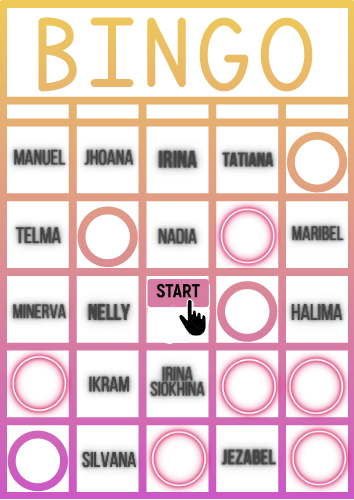 BINGO
MANUEL JHOANA IRINA TATIANA
TELMA NADIA MARIBEL
MINERVA NELLY START HALIMA
IKRAM IRINA
SIOKHINA
SILVANA JEZABEL